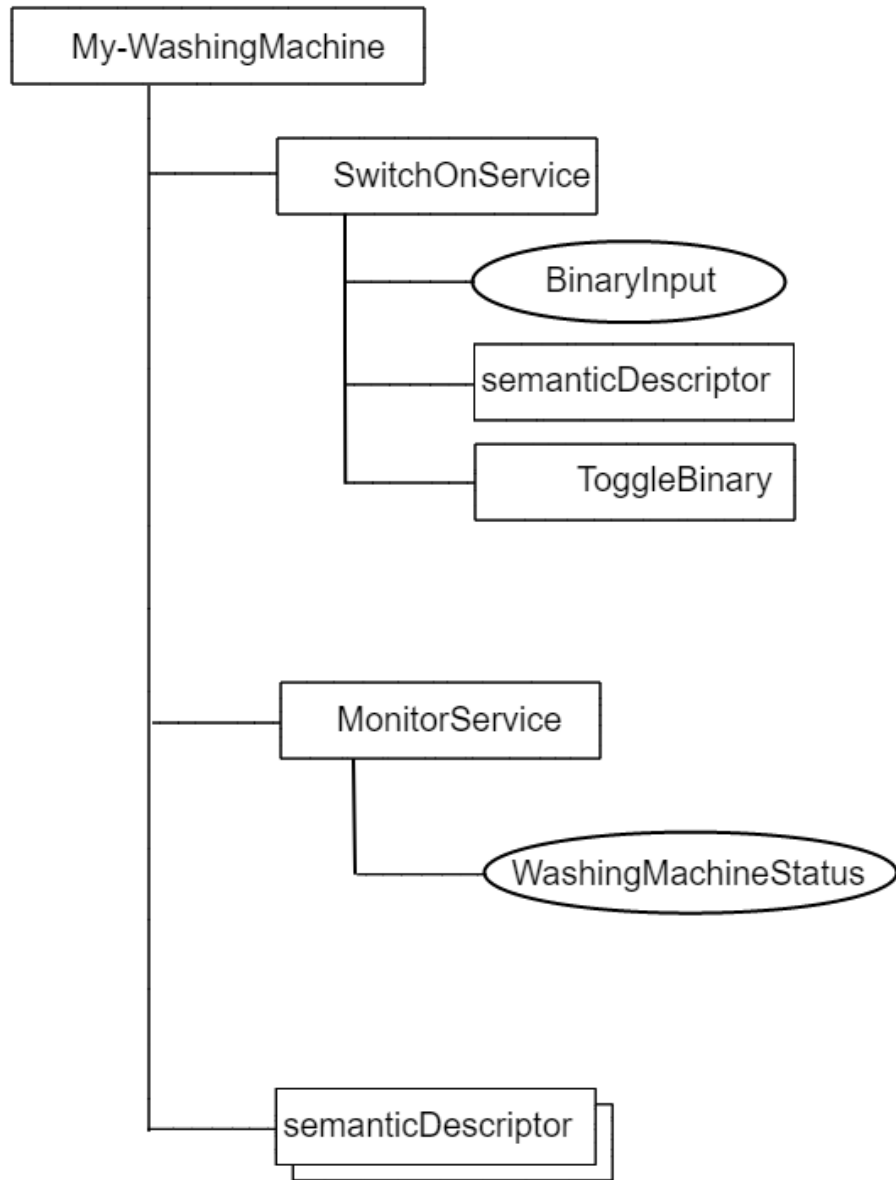 My-WashingMachine
SwitchOnService
BinaryInput
semanticDescriptor
ToggleBinary
MonitorService
WashingMachineStatus
semanticDescriptor